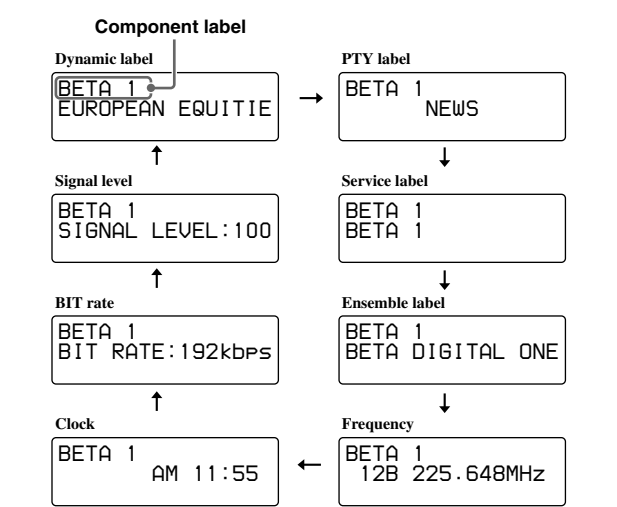 Component label
Dynamic label
BETA 1
EUROPEAN EQUITIE
PTY label
BETA 1
NEWS
Signal level
BETA 1
SIGNAL LEVEL:100
Service label
BETA 1
BETA 1
BIT rate
BETA 1
BIT RATE:192kbps
Ensemble label
BETA 1
BETA DIGITAL ONE
Clock
BETA 1
AM 11:55
Frequency
BETA 1
12B 225.648MHz